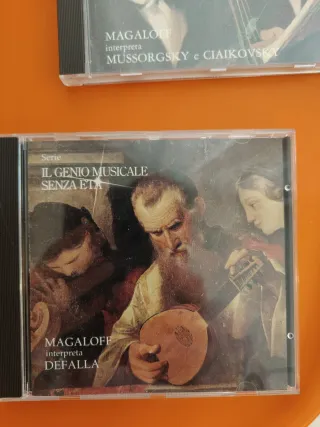 MAGALOFF
interpreta
MUSSORGSKY e CIAIKOVSKY
Serie
IL GENIO MUSICALE
SENZA ETÀ
MAGALOFF
interpreta
DEFALLA